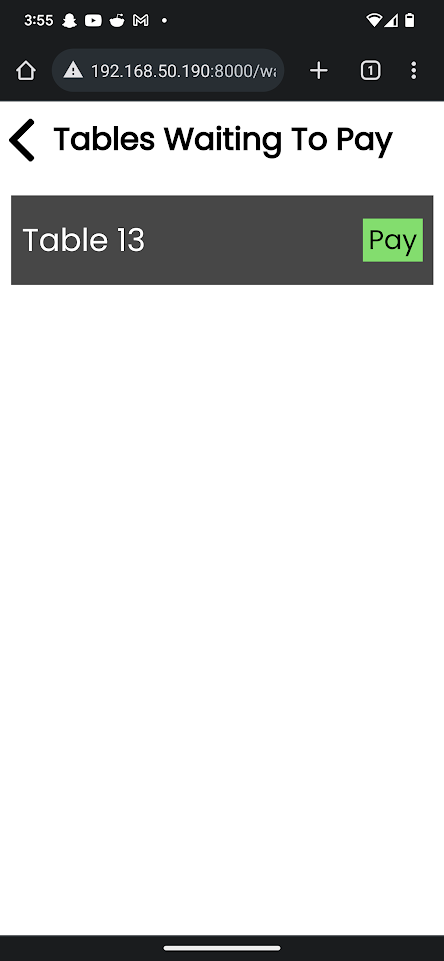 3:55
192.168.50.190:8000/wa
1
Tables Waiting To Pay
Table 13
Pay